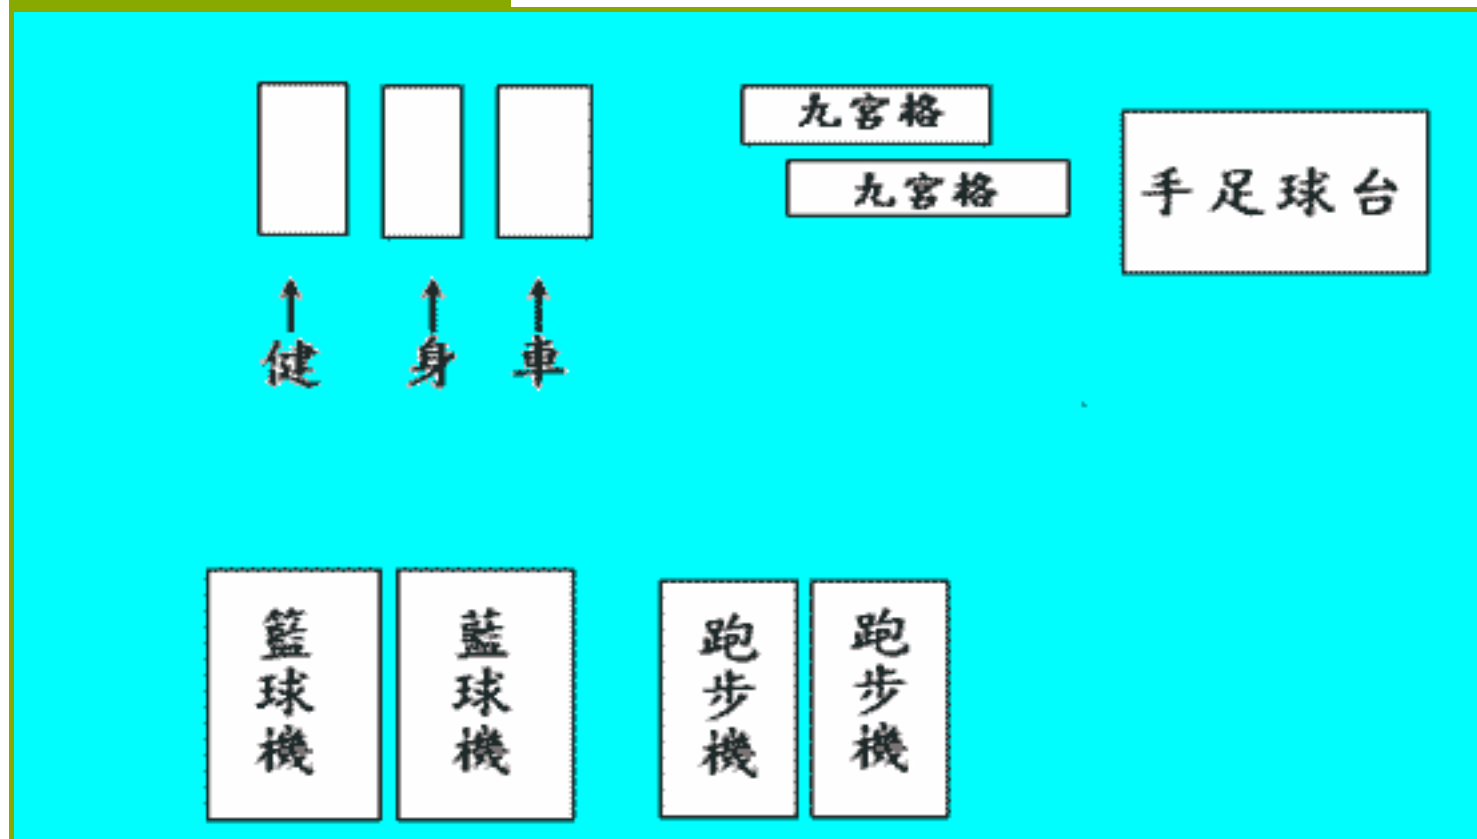 九宮格
九宮格
手足球台
健 身 車
籃球機
藍球機
跑步機
跑步機